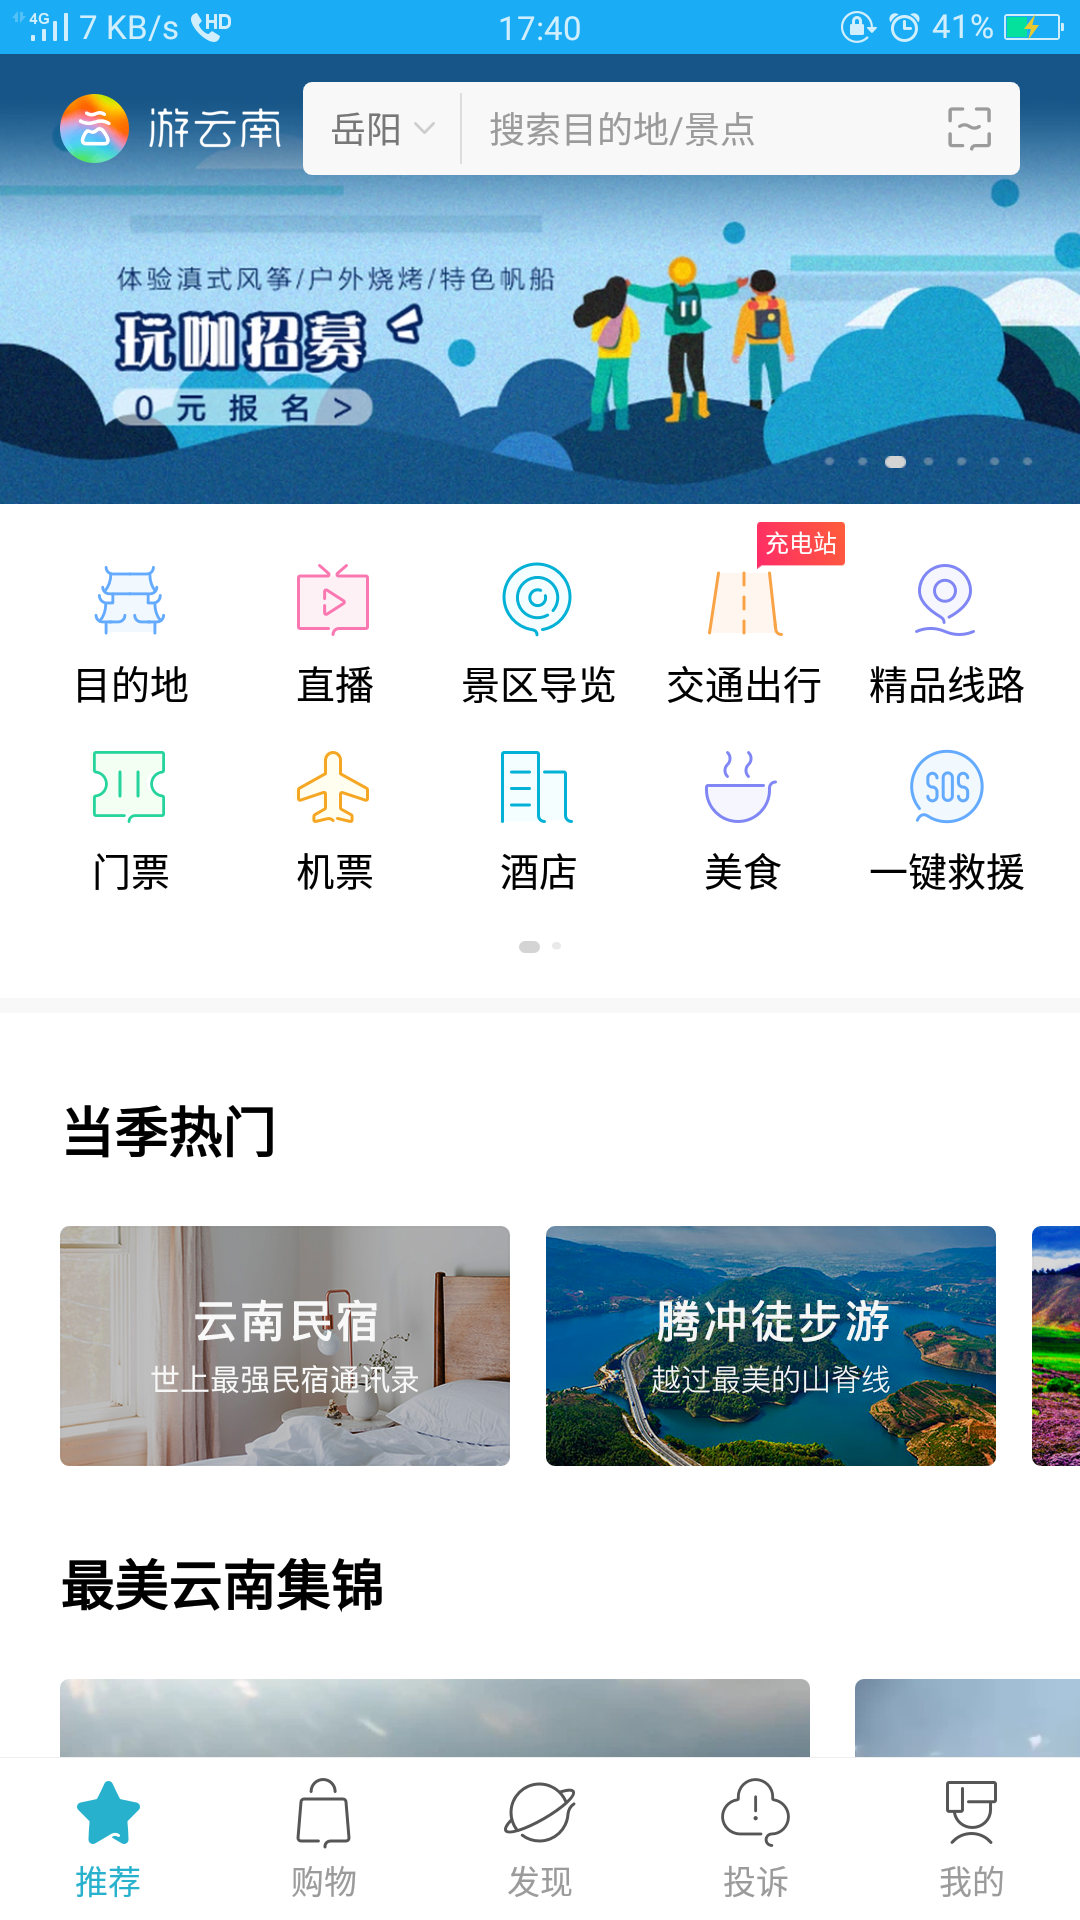 4G 7 KB/s HD 17:40 41%
游云南 岳阳 搜索目的地/景点
体验滇式风筝/户外烧烤/特色帆船
玩咖招募
0元报名 >
充电站
目的地 直播 景区导览 交通出行 精品线路
SOS
门票 机票 酒店 美食 一键救援
当季热门
云南民宿 腾冲徒步游
世上最强民宿通讯录 越过最美的山脊线
最美云南集锦
推荐 购物 发现 投诉 我的